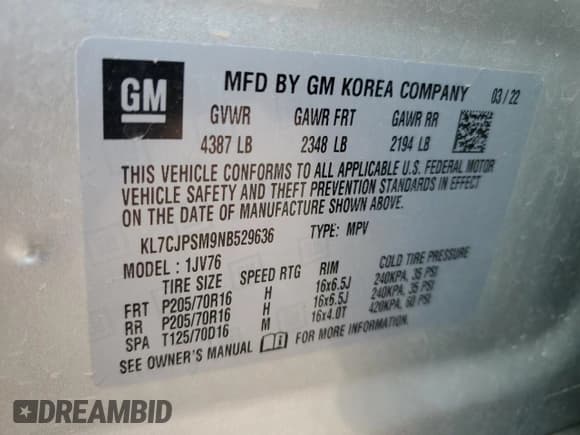 GM
MFD BY GM KOREA COMPANY 03/22
GVWR GAWR FRT GAWR RR
4387 LB 2348 LB 2194 LB
THIS VEHICLE CONFORMS TO ALL APPLICABLE U.S. FEDERAL MOTOR
VEHICLE SAFETY AND THEFT PREVENTION STANDARDS IN EFFECT
ON THE DATE OF MANUFACTURE SHOWN ABOVE.
KL7CJPSM9NB529636 TYPE: MPV
MODEL: 1JV76
TIRE SIZE SPEED RTG RIM COLD TIRE PRESSURE
FRT P205/70R16 H 16x6.5J 240KPA, 35 PSI
RR P205/70R16 H 16x6.5J 240KPA, 35 PSI
SPA T125/70D16 M 16x4.0T 420KPA, 60 PSI
SEE OWNER'S MANUAL FOR MORE INFORMATION.
DREAMBID